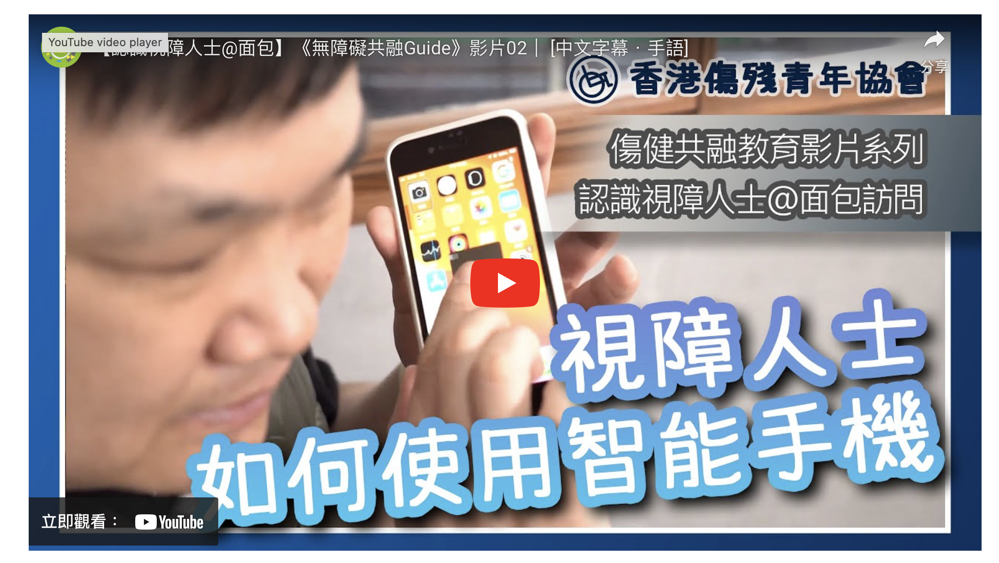 YouTube video player
障人士@面包】《無障礙共融Guide》影片02｜ [中文字幕‧手語]
分享
香港傷殘青年協會
傷健共融教育影片系列
認識視障人士@面包訪問
視障人士
如何使用智能手機
立即觀看：
YouTube